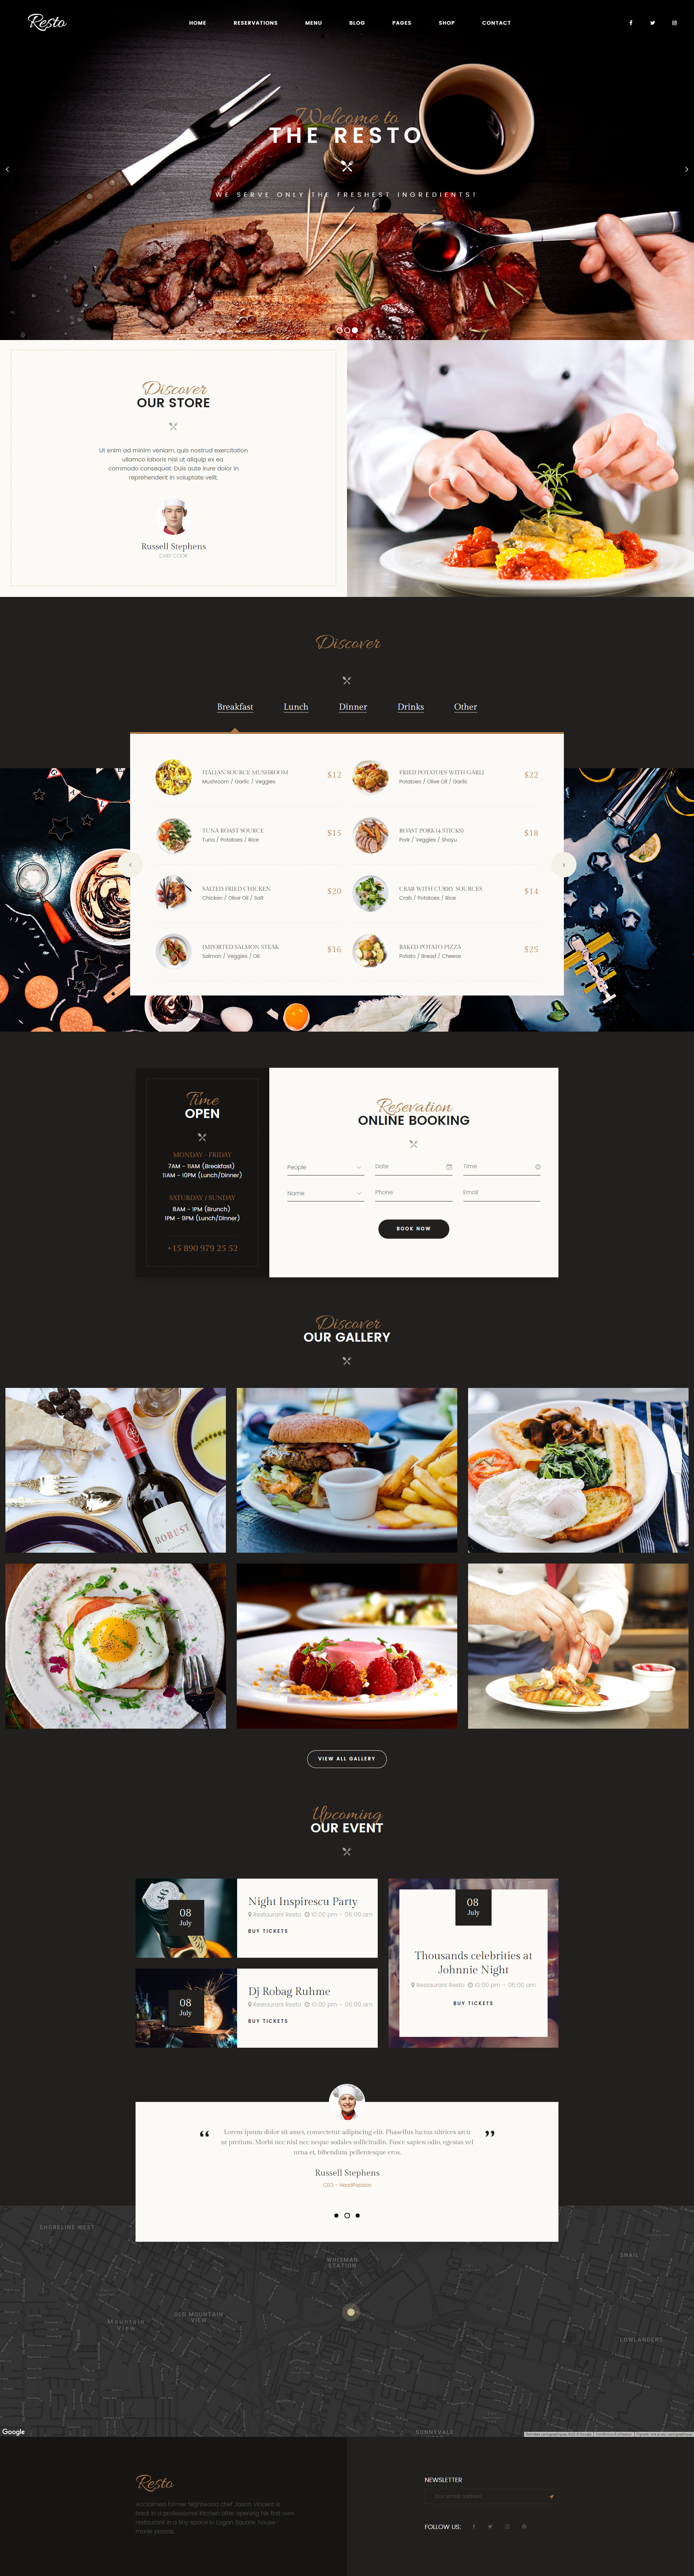 Resto
HOME RESERVATIONS MENU BLOG PAGES SHOP CONTACT
Welcome to
THE RESTO
WE SERVE ONLY THE FRESHEST INGREDIENTS!
Discover
OUR STORE
Ut enim ad minim veniam, quis nostrud exercitation
ullamco laboris nisi ut aliquip ex ea
commodo consequat. Duis aute irure dolor in
reprehenderit in voluptate velit.
Russell Stephens
CHEF COOK
Discover
Breakfast Lunch Dinner Drinks Other
ITALIAN SOURCE MUSHROOM $12
Mushroom / Garlic / Veggies
FRIED POTATOES WITH GARLI $22
Potatoes / Olive Oil / Garlic
TUNA ROAST SOURCE $15
Tuna / Potatoes / Rice
ROAST PORK (4 STICKS) $18
Pork / Veggies / Shoyu
SALTED FRIED CHICKEN $20
Chicken / Olive Oil / Salt
CRAB WITH CURRY SOURCES $14
Crab / Potatoes / Rice
IMPORTED SALMON STEAK $16
Salmon / Veggies / Oil
BAKED POTATO PIZZA $25
Potato / Bread / Cheese
Time
OPEN
MONDAY - FRIDAY
7AM - 11AM (Breakfast)
11AM - 10PM (Lunch/Dinner)
SATURDAY / SUNDAY
8AM - 1PM (Brunch)
1PM - 9PM (Lunch/Dinner)
+15 890 979 25 52
Resevation
ONLINE BOOKING
People Date Time
Name Phone Email
BOOK NOW
Discover
OUR GALLERY
ROBUST
VIEW ALL GALLERY
Upcoming
OUR EVENT
08
July
Night Inspirescu Party
Restaurant Resto 10:00 pm – 06:00 am
BUY TICKETS
08
July
Dj Robag Ruhme
Restaurant Resto 10:00 pm – 06:00 am
BUY TICKETS
08
July
Thousands celebrities at
Johnnie Night
Restaurant Resto 10:00 pm – 06:00 am
BUY TICKETS
“ Lorem ipsum dolor sit amet, consectetur adipiscing elit. Phasellus luctus ultrices arcu ”
ut pretium. Morbi nec nisl nec neque sodales sollicitudin. Fusce sapien odio, egestas vel
urna et, bibendum pellentesque eros.
Russell Stephens
CEO - HeadPassion
SHORELINE WEST
WHISMAN
STATION
SNAIL
OLD MOUNTAIN
VIEW
Mountain
View
LOWLANDERS
SUNNYVALE
Google
Resto
Acclaimed former Nightwood chef Jason Vincent is
back in a professional kitchen after opening his first own
restaurant in a tiny space in Logan Square. house-
made pastas.
NEWSLETTER
Your email address
FOLLOW US: